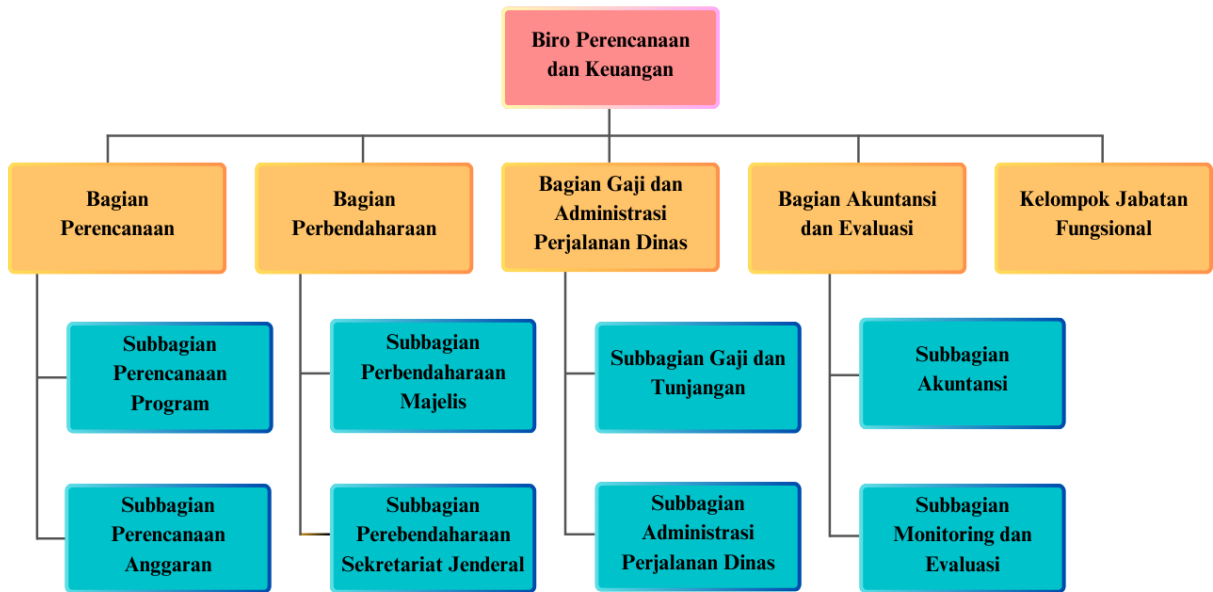 Biro Perencanaan
dan Keuangan
Bagian
Perencanaan
Bagian
Perbendaharaan
Bagian Gaji dan
Administrasi
Perjalanan Dinas
Bagian Akuntansi
dan Evaluasi
Kelompok Jabatan
Fungsional
Subbagian
Perencanaan
Program
Subbagian
Perbendaharaan
Majelis
Subbagian Gaji dan
Tunjangan
Subbagian
Akuntansi
Subbagian
Perencanaan
Anggaran
Subbagian
Perebendaharaan
Sekretariat Jenderal
Subbagian
Administrasi
Perjalanan Dinas
Subbagian
Monitoring dan
Evaluasi